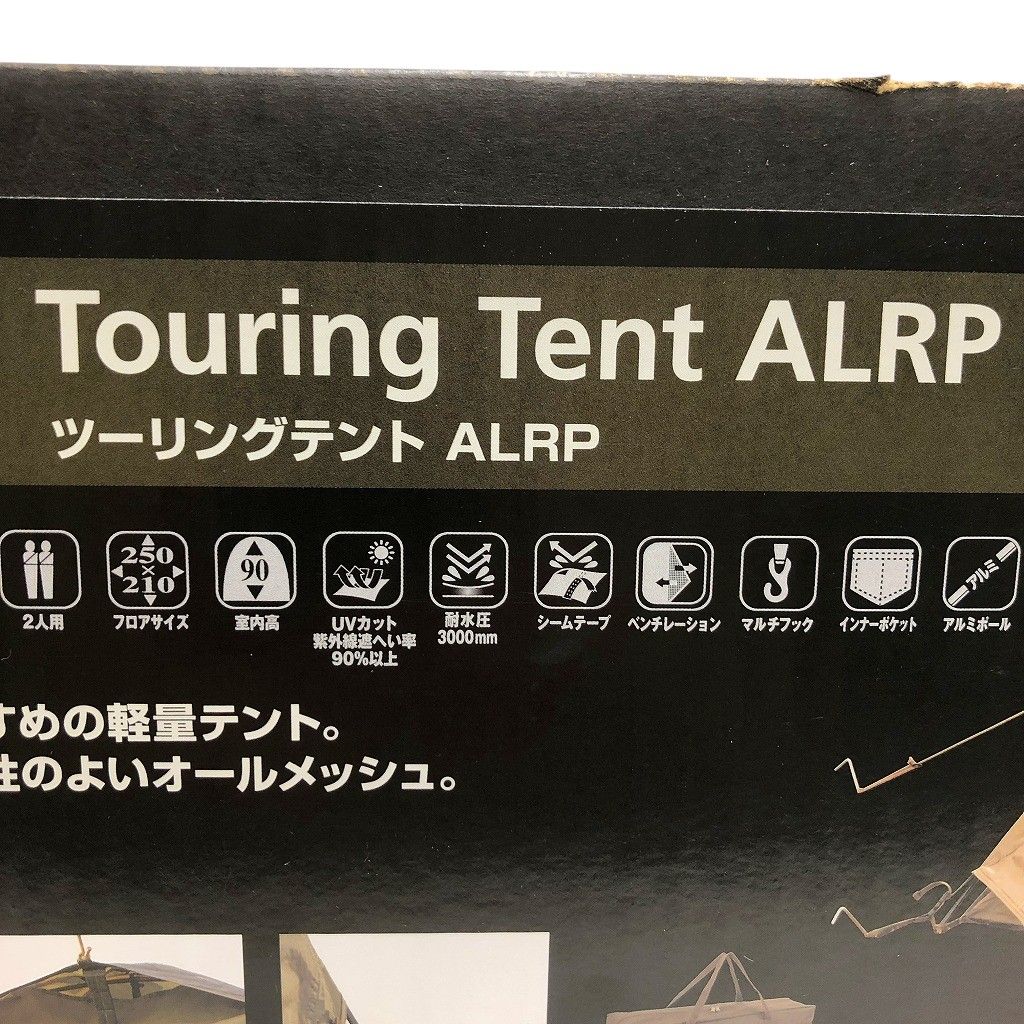 Touring Tent ALRP
ツーリングテント ALRP
250
×
210
90
アルミ
2人用
フロアサイズ
室内高
UVカット
紫外線遮へい率
90%以上
耐水圧
3000mm
シームテープ
ベンチレーション
マルチフック
インナーポケット
アルミポール
すめの軽量テント。
性のよいオールメッシュ。